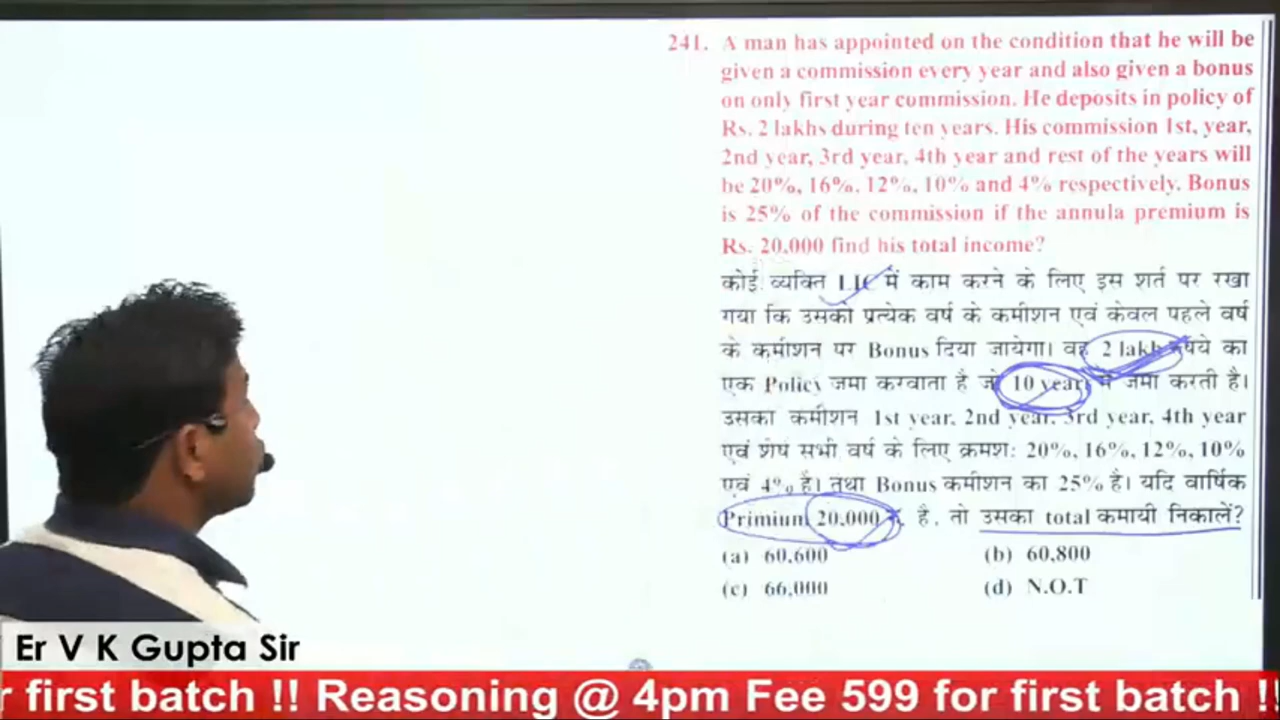 241. A man has appointed on the condition that he will be
given a commission every year and also given a bonus
on only first year commission. He deposits in policy of
Rs. 2 lakhs during ten years. His commission 1st, year,
2nd year, 3rd year, 4th year and rest of the years will
be 20%, 16%, 12%, 10% and 4% respectively. Bonus
is 25% of the commission if the annula premium is
Rs. 20,000 find his total income?
कोई व्यक्ति LIC में काम करने के लिए इस शर्त पर रखा
गया कि उसको प्रत्येक वर्ष के कमीशन एवं केवल पहले वर्ष
के कमीशन पर Bonus दिया जायेगा। वह 2 lakh रुपये का
एक Policy जमा करवाता है जो 10 year में जमा करती है।
उसका कमीशन 1st year, 2nd year, 3rd year, 4th year
एवं शेष सभी वर्ष के लिए क्रमश: 20%, 16%, 12%, 10%
एवं 4% है। तथा Bonus कमीशन का 25% है। यदि वार्षिक
Primium 20,000 है, तो उसका total कमायी निकालें?
(a) 60,600 (b) 60,800
(c) 66,000 (d) N.O.T
Er V K Gupta Sir
r first batch !! Reasoning @ 4pm Fee 599 for first batch !!